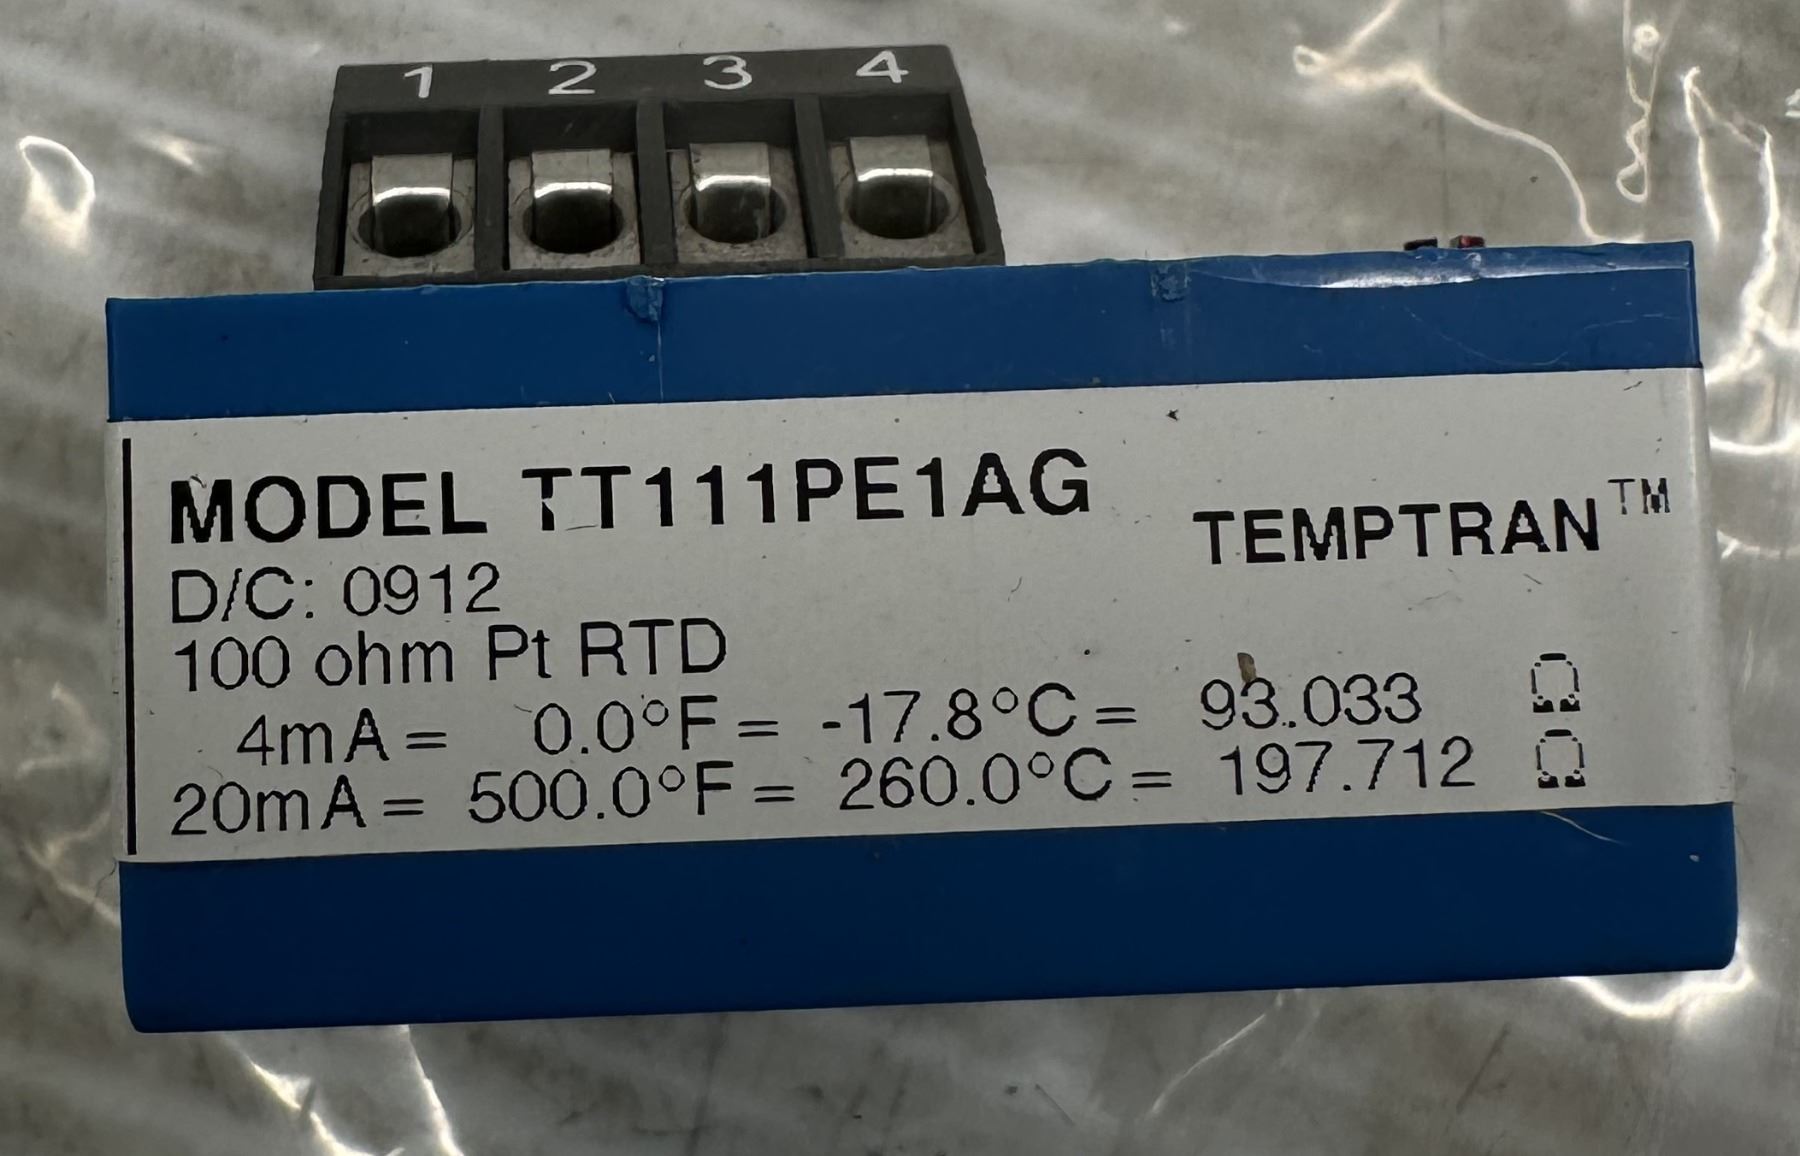 1 2 3 4
MODEL TT111PE1AG
TEMPTRAN™
D/C: 0912
100 ohm Pt RTD
4mA = 0.0°F = -17.8°C = 93.033 Ω
20mA = 500.0°F = 260.0°C = 197.712 Ω